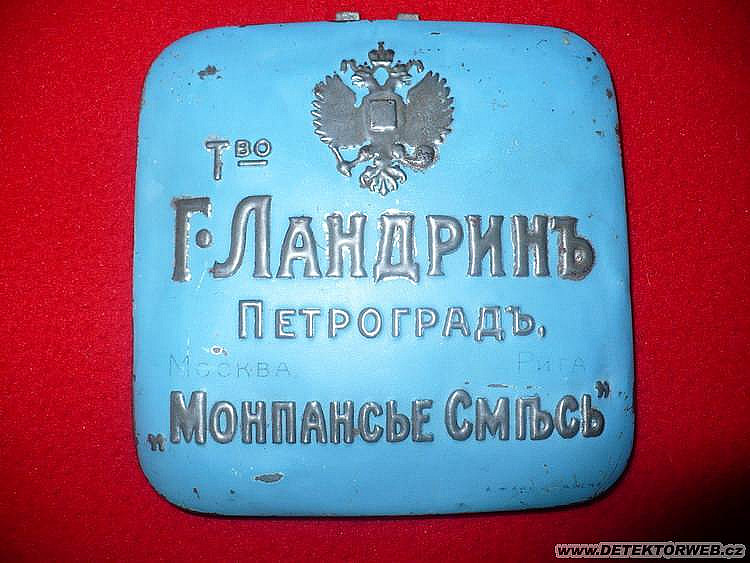 Тво
Г. Ландринъ
Петроградъ,
Москва. Рига
„Монпансье Смѣсь"
www.DETEKTORWEB.cz